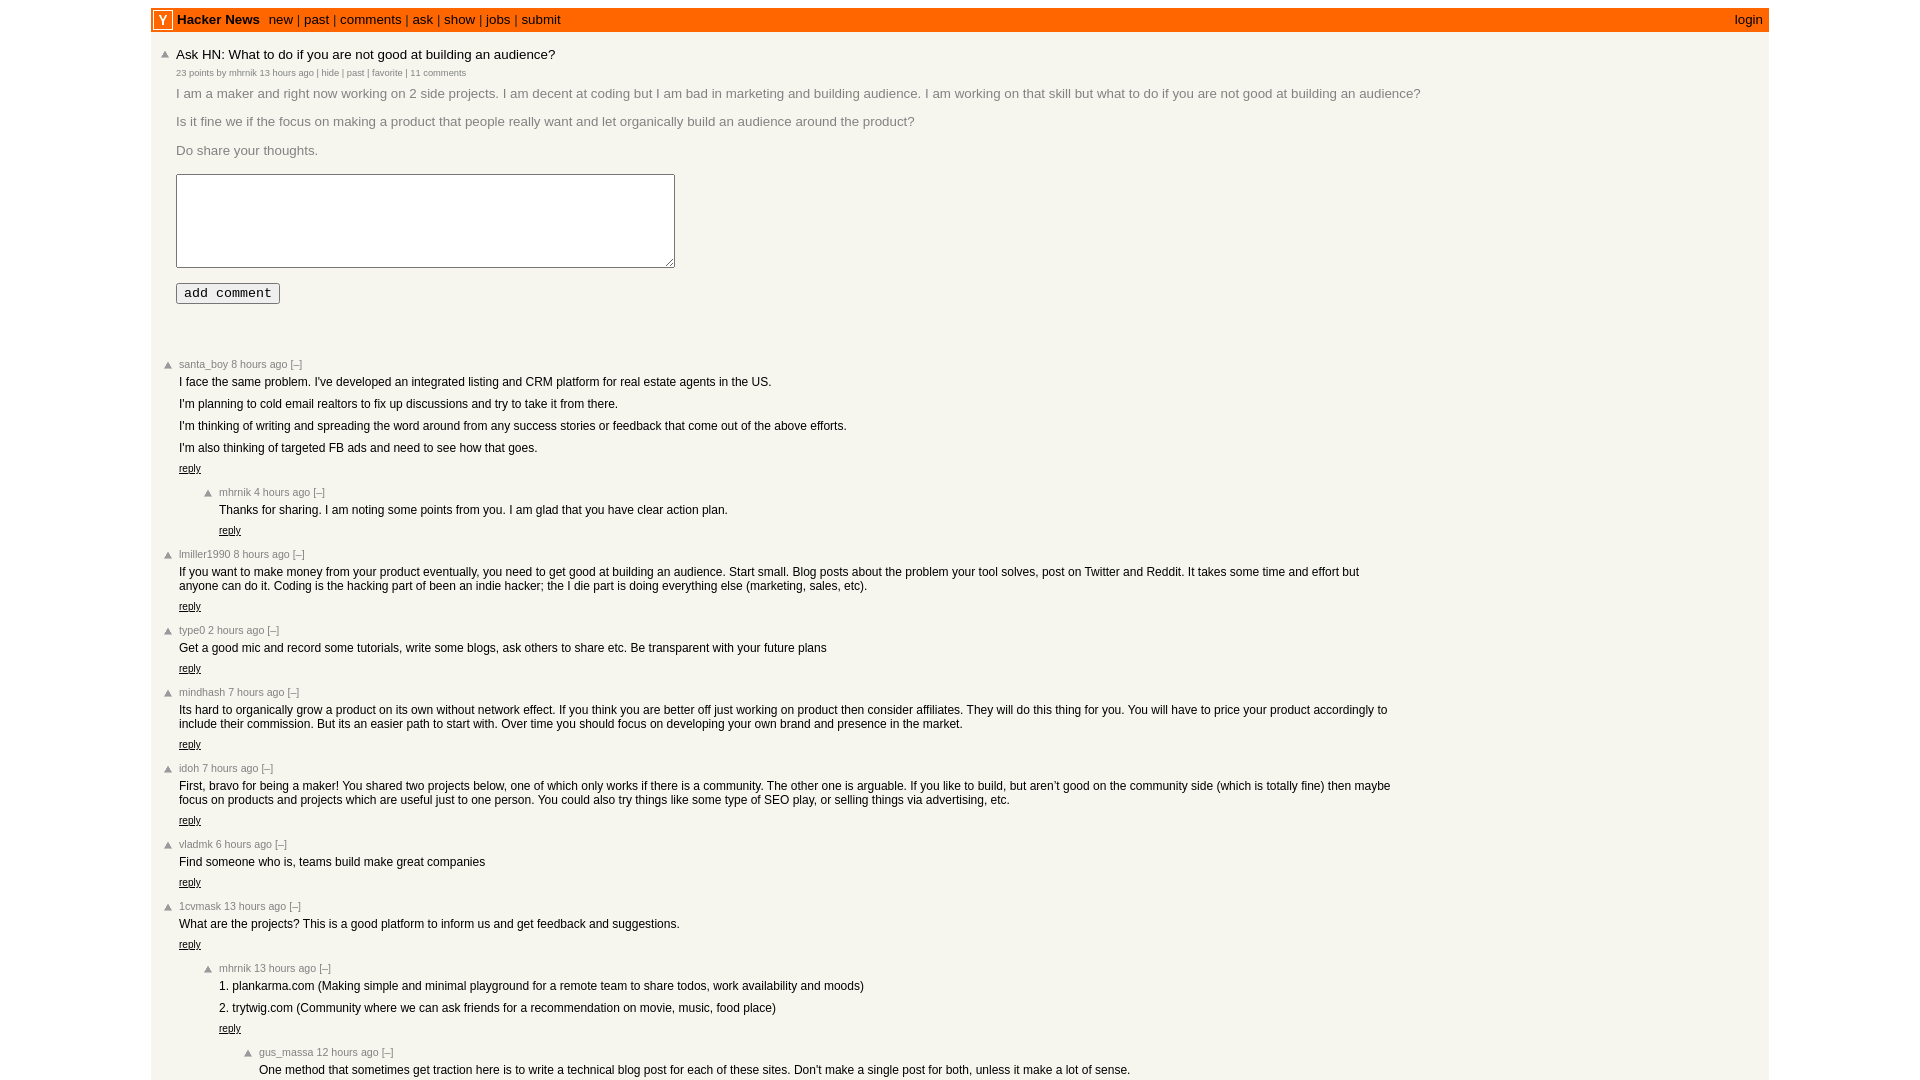 Y Hacker News new | past | comments | ask | show | jobs | submit login
Ask HN: What to do if you are not good at building an audience?
23 points by mhrnik 13 hours ago | hide | past | favorite | 11 comments
I am a maker and right now working on 2 side projects. I am decent at coding but I am bad in marketing and building audience. I am working on that skill but what to do if you are not good at building an audience?
Is it fine we if the focus on making a product that people really want and let organically build an audience around the product?
Do share your thoughts.
add comment
santa_boy 8 hours ago [–]
I face the same problem. I've developed an integrated listing and CRM platform for real estate agents in the US.
I'm planning to cold email realtors to fix up discussions and try to take it from there.
I'm thinking of writing and spreading the word around from any success stories or feedback that come out of the above efforts.
I'm also thinking of targeted FB ads and need to see how that goes.
reply
mhrnik 4 hours ago [–]
Thanks for sharing. I am noting some points from you. I am glad that you have clear action plan.
reply
lmiller1990 8 hours ago [–]
If you want to make money from your product eventually, you need to get good at building an audience. Start small. Blog posts about the problem your tool solves, post on Twitter and Reddit. It takes some time and effort but
anyone can do it. Coding is the hacking part of been an indie hacker; the I die part is doing everything else (marketing, sales, etc).
reply
type0 2 hours ago [–]
Get a good mic and record some tutorials, write some blogs, ask others to share etc. Be transparent with your future plans
reply
mindhash 7 hours ago [–]
Its hard to organically grow a product on its own without network effect. If you think you are better off just working on product then consider affiliates. They will do this thing for you. You will have to price your product accordingly to
include their commission. But its an easier path to start with. Over time you should focus on developing your own brand and presence in the market.
reply
idoh 7 hours ago [–]
First, bravo for being a maker! You shared two projects below, one of which only works if there is a community. The other one is arguable. If you like to build, but aren’t good on the community side (which is totally fine) then maybe
focus on products and projects which are useful just to one person. You could also try things like some type of SEO play, or selling things via advertising, etc.
reply
vladmk 6 hours ago [–]
Find someone who is, teams build make great companies
reply
1cvmask 13 hours ago [–]
What are the projects? This is a good platform to inform us and get feedback and suggestions.
reply
mhrnik 13 hours ago [–]
1. plankarma.com (Making simple and minimal playground for a remote team to share todos, work availability and moods)
2. trytwig.com (Community where we can ask friends for a recommendation on movie, music, food place)
reply
gus_massa 12 hours ago [–]
One method that sometimes get traction here is to write a technical blog post for each of these sites. Don't make a single post for both, unless it make a lot of sense.